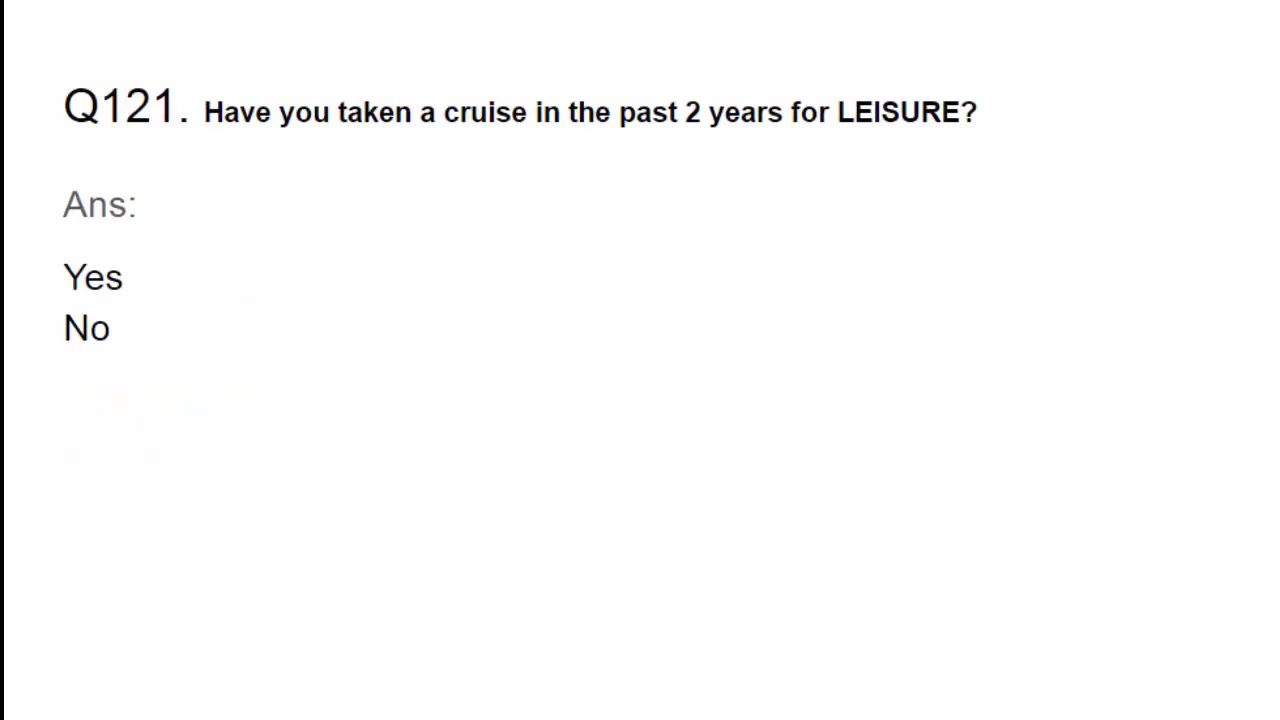 Q121. Have you taken a cruise in the past 2 years for LEISURE?
Ans:
Yes
No